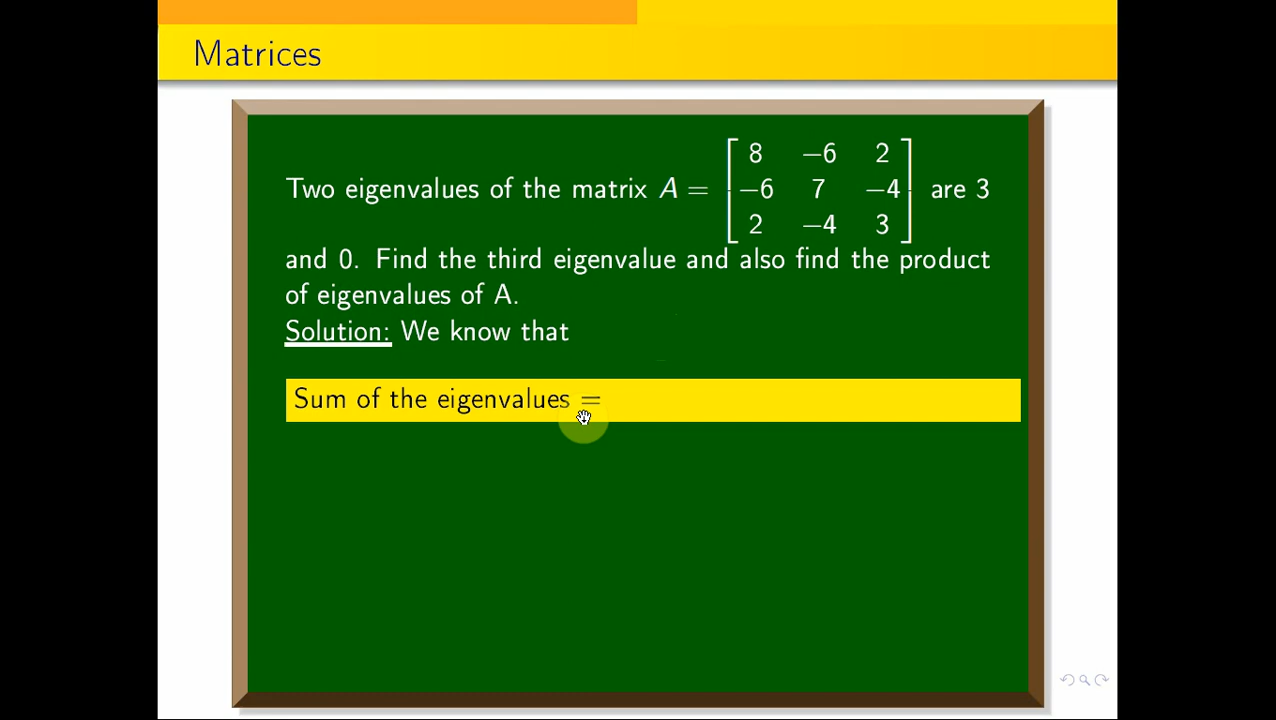 Matrices
Two eigenvalues of the matrix A = [8 −6 2; −6 7 −4; 2 −4 3] are 3
and 0. Find the third eigenvalue and also find the product
of eigenvalues of A.
Solution: We know that
Sum of the eigenvalues =